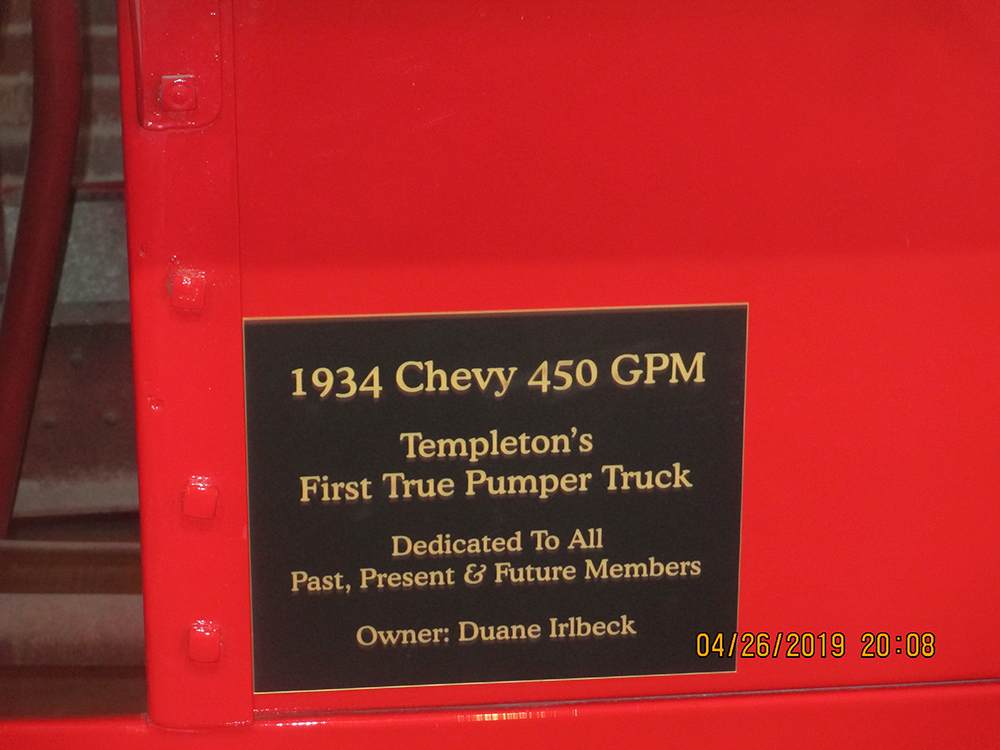 1934 Chevy 450 GPM
Templeton's
First True Pumper Truck
Dedicated To All
Past, Present & Future Members
Owner: Duane Irlbeck
04/26/2019 20:08